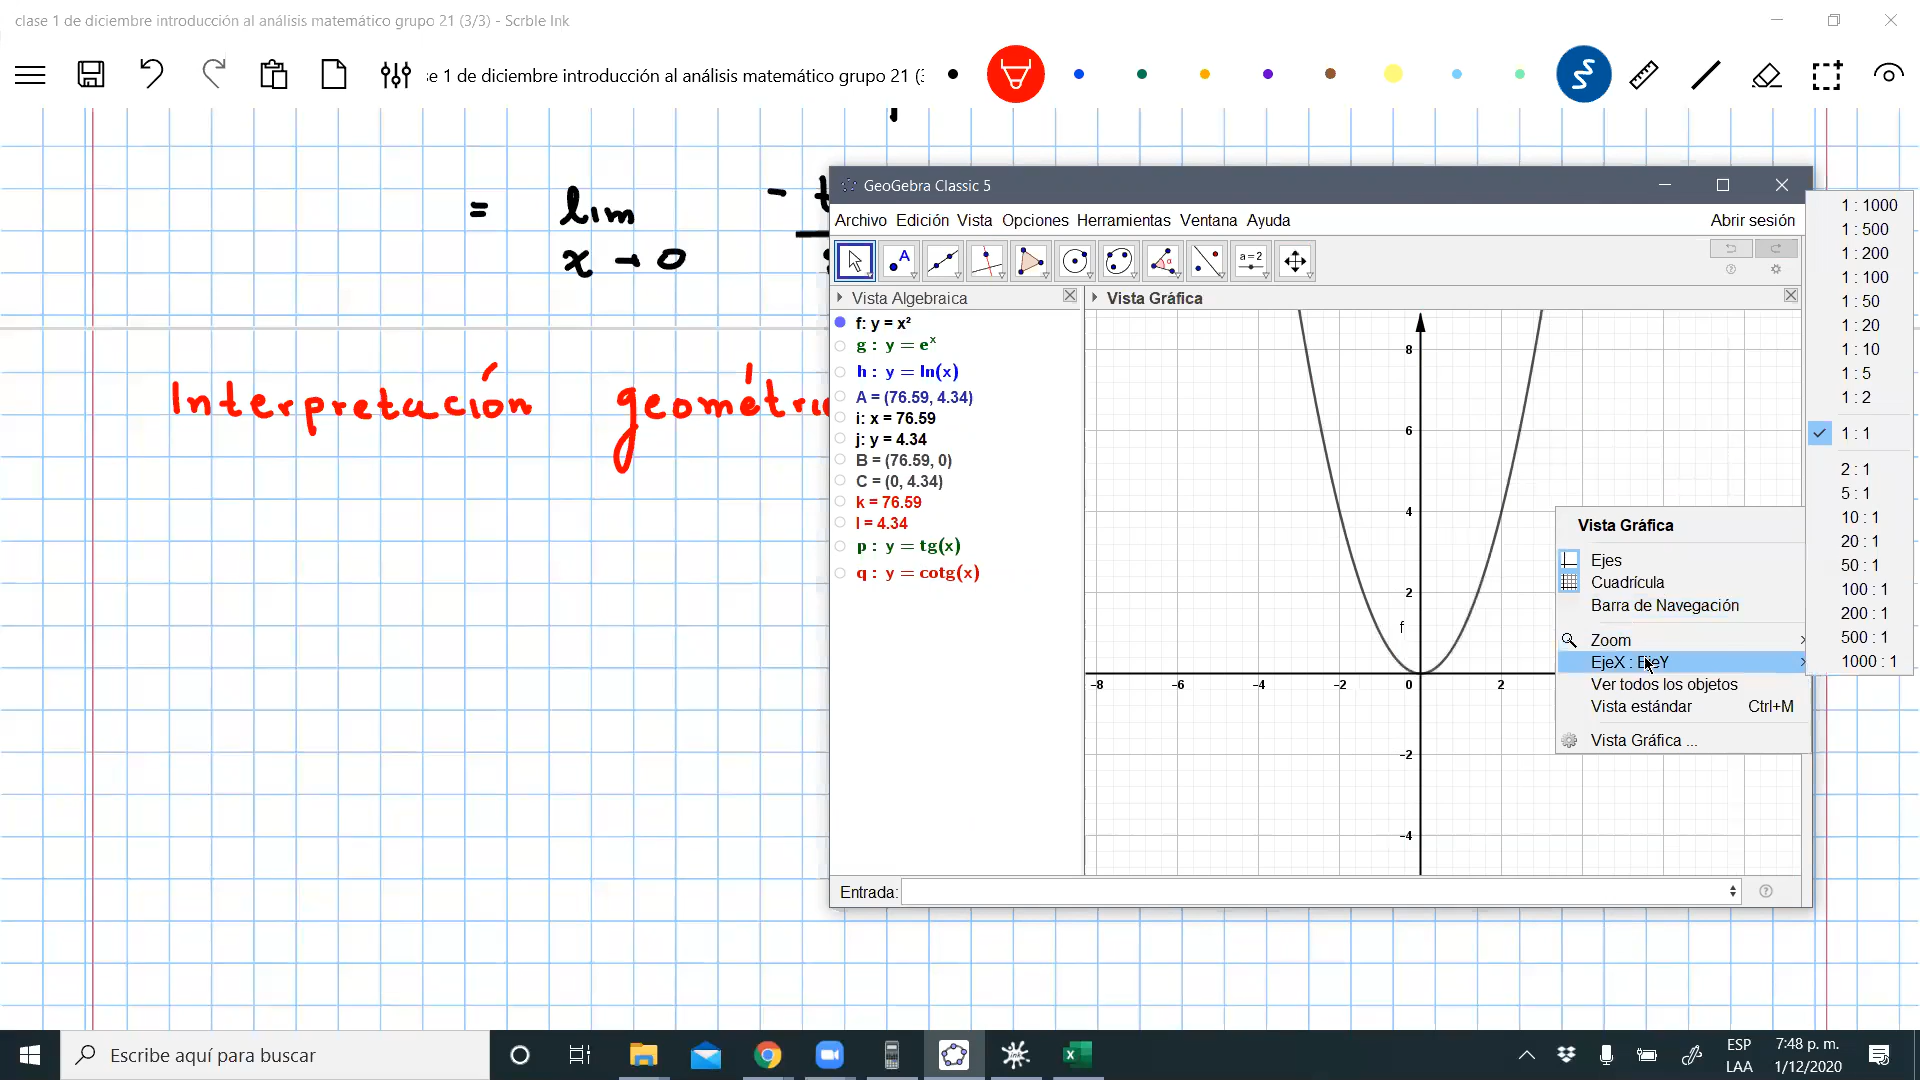 clase 1 de diciembre introducción al análisis matemático grupo 21 (3/3) - Scrble Ink
se 1 de diciembre introducción al análisis matemático grupo 21 (3
= lim
x → 0
- t
Interpretación geométric
GeoGebra Classic 5
Archivo Edición Vista Opciones Herramientas Ventana Ayuda
Abrir sesión
A
a=2
Vista Algebraica
Vista Gráfica
f: y = x²
g : y = eˣ
h : y = ln(x)
A = (76.59, 4.34)
i: x = 76.59
j: y = 4.34
B = (76.59, 0)
C = (0, 4.34)
k = 76.59
l = 4.34
p : y = tg(x)
q : y = cotg(x)
8
6
4
2
f
-8 -6 -4 -2 0 2
-2
-4
Vista Gráfica
Ejes
Cuadrícula
Barra de Navegación
Zoom
EjeX : EjeY
Ver todos los objetos
Vista estándar Ctrl+M
Vista Gráfica ...
1 : 1000
1 : 500
1 : 200
1 : 100
1 : 50
1 : 20
1 : 10
1 : 5
1 : 2
1 : 1
2 : 1
5 : 1
10 : 1
20 : 1
50 : 1
100 : 1
200 : 1
500 : 1
1000 : 1
Entrada:
Escribe aquí para buscar
ESP
LAA
7:48 p. m.
1/12/2020